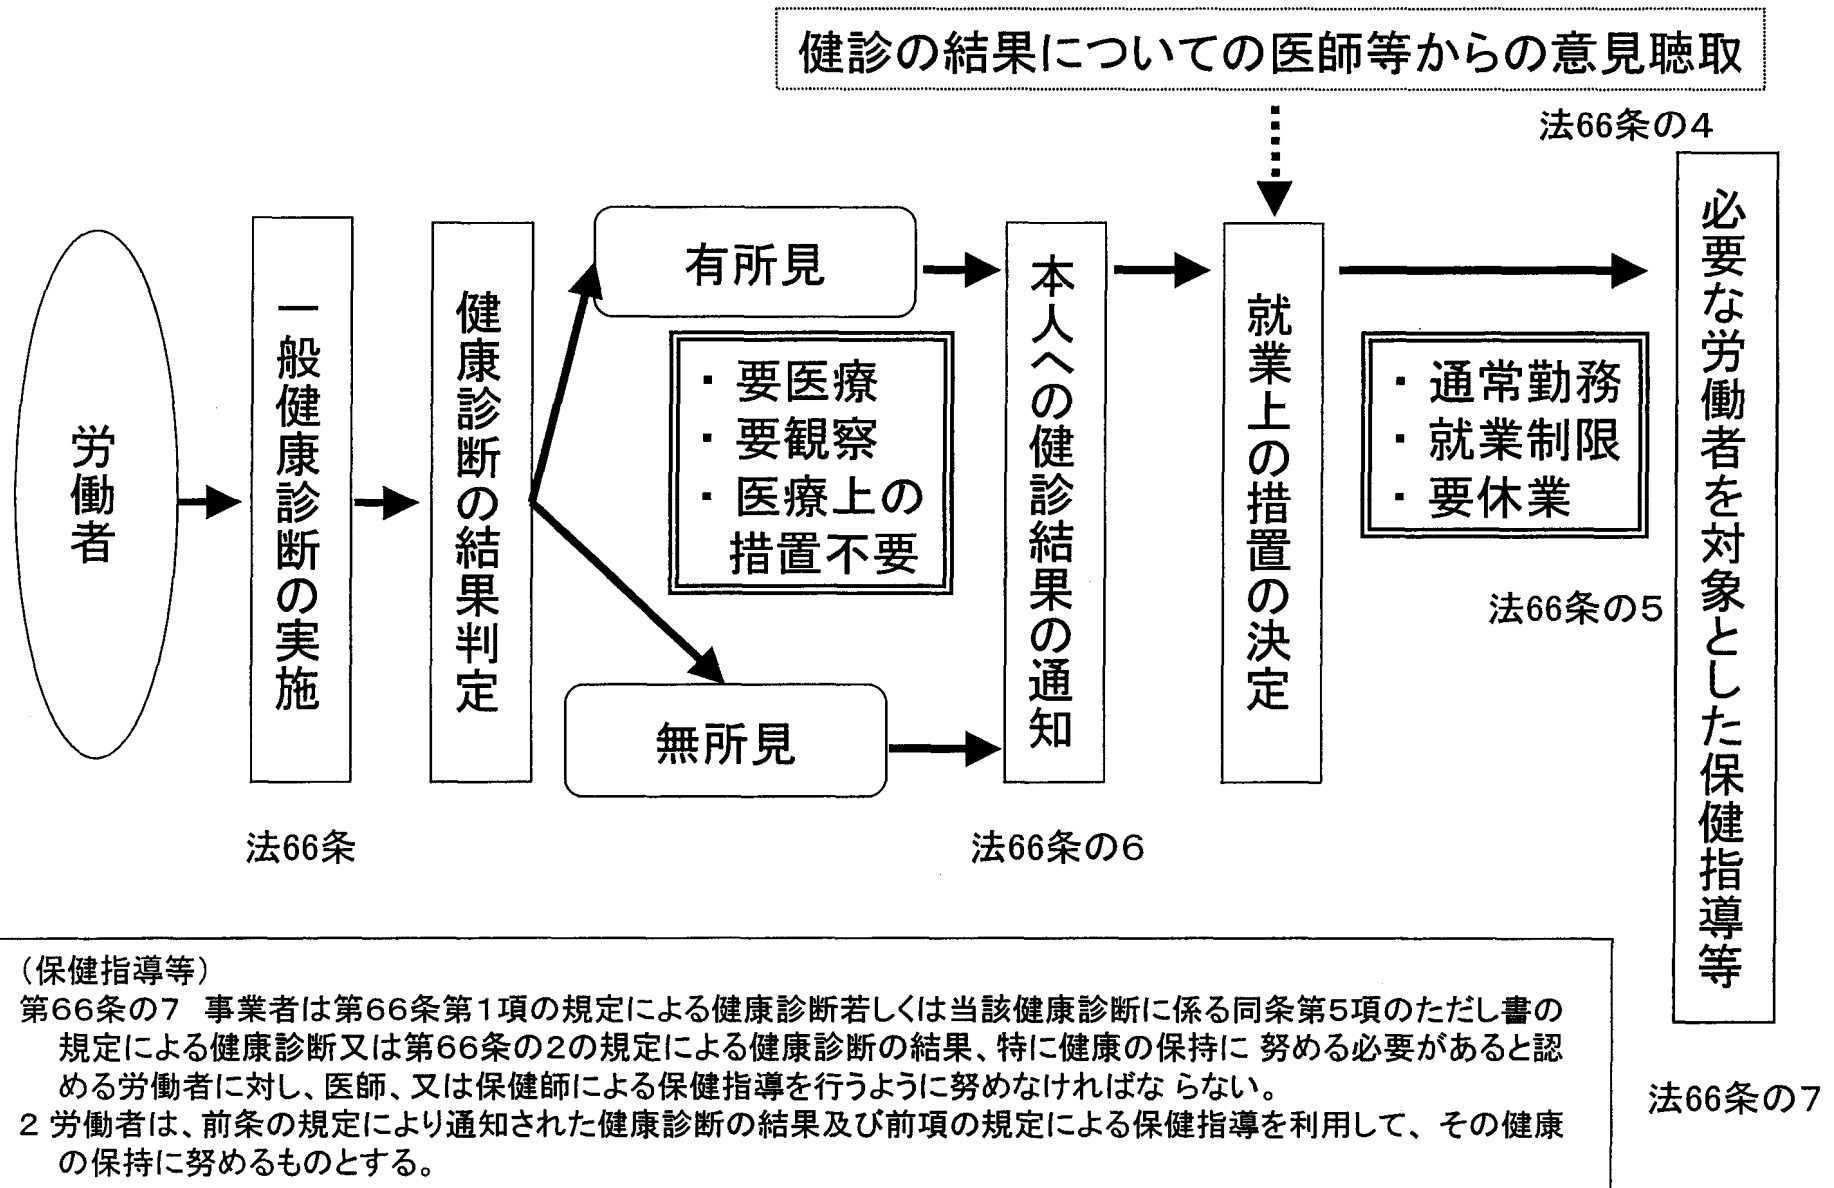 健診の結果についての医師等からの意見聴取
法66条の4
労働者
一般健康診断の実施
法66条
健康診断の結果判定
有所見
・要医療
・要観察
・医療上の
措置不要
無所見
本人への健診結果の通知
法66条の6
就業上の措置の決定
・通常勤務
・就業制限
・要休業
法66条の5
必要な労働者を対象とした保健指導等
法66条の7
(保健指導等)
第66条の7 事業者は第66条第1項の規定による健康診断若しくは当該健康診断に係る同条第5項のただし書の
規定による健康診断又は第66条の2の規定による健康診断の結果、特に健康の保持に 努める必要があると認
める労働者に対し、医師、又は保健師による保健指導を行うように努めなければな らない。
2 労働者は、前条の規定により通知された健康診断の結果及び前項の規定による保健指導を利用して、その健康
の保持に努めるものとする。